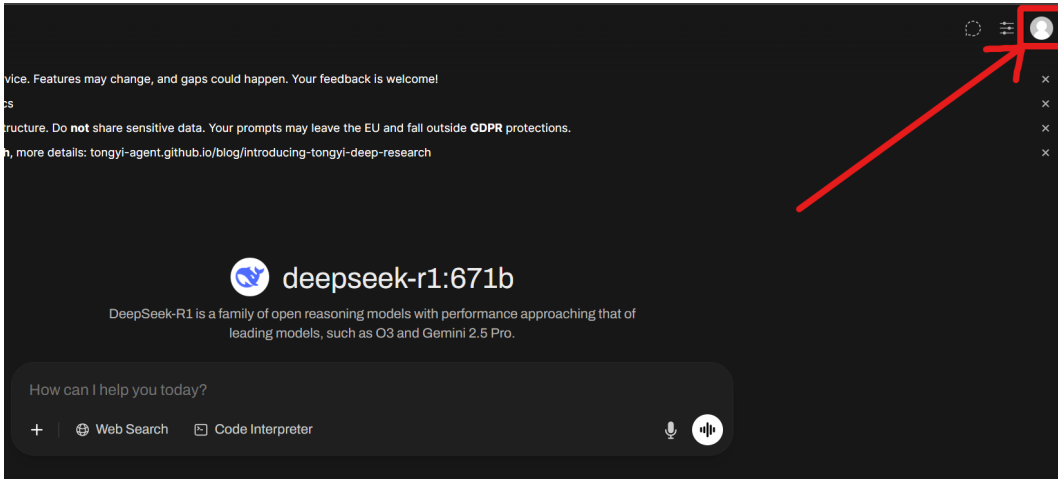 vice. Features may change, and gaps could happen. Your feedback is welcome!
cs
tructure. Do not share sensitive data. Your prompts may leave the EU and fall outside GDPR protections.
h, more details: tongyi-agent.github.io/blog/introducing-tongyi-deep-research
deepseek-r1:671b
DeepSeek-R1 is a family of open reasoning models with performance approaching that of
leading models, such as O3 and Gemini 2.5 Pro.
How can I help you today?
Web Search Code Interpreter